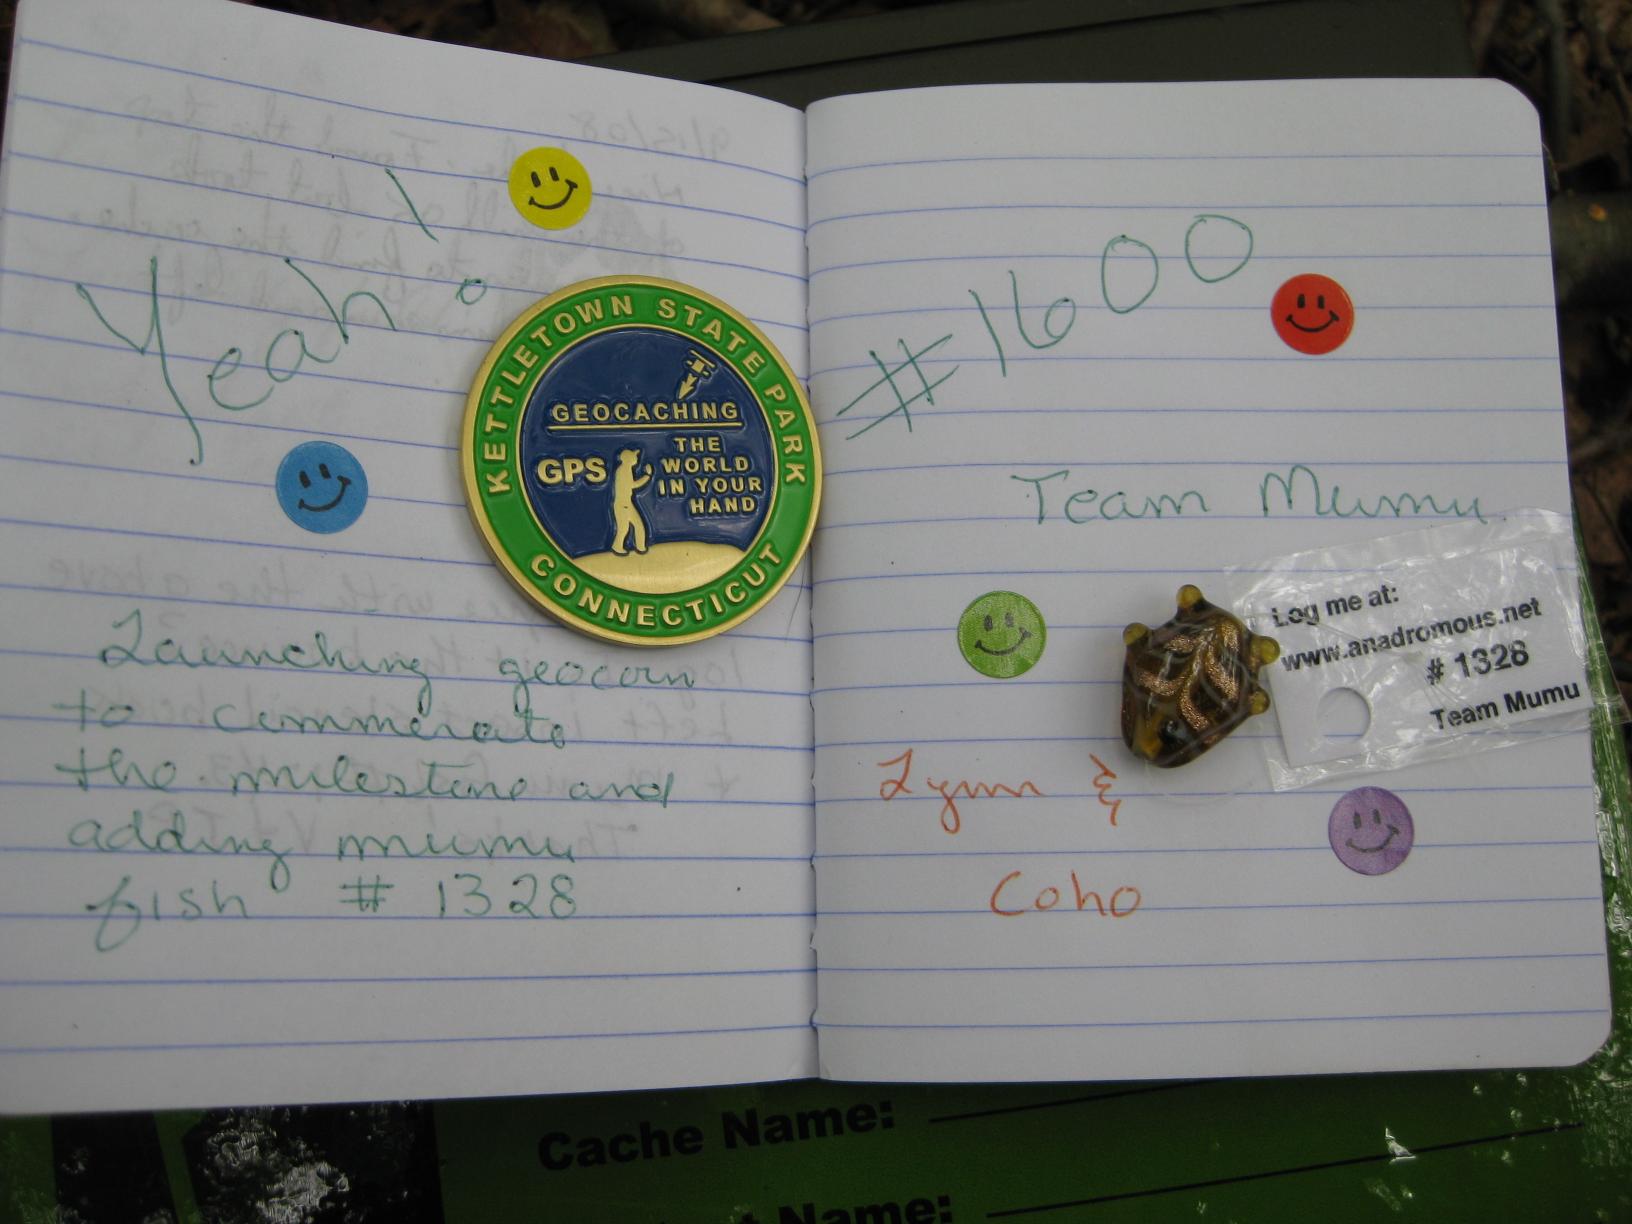 Yeah!
KETTLETOWN STATE PARK
GEOCACHING
GPS
THE
WORLD
IN YOUR
HAND
CONNECTICUT
Launching geocoin
to commerate
the milestone and
adding mumu
fish # 1328
#1600
Team Mumu
Log me at:
www.anadromous.net
# 1328
Team Mumu
Lynn &
Coho
Cache Name:
Name: